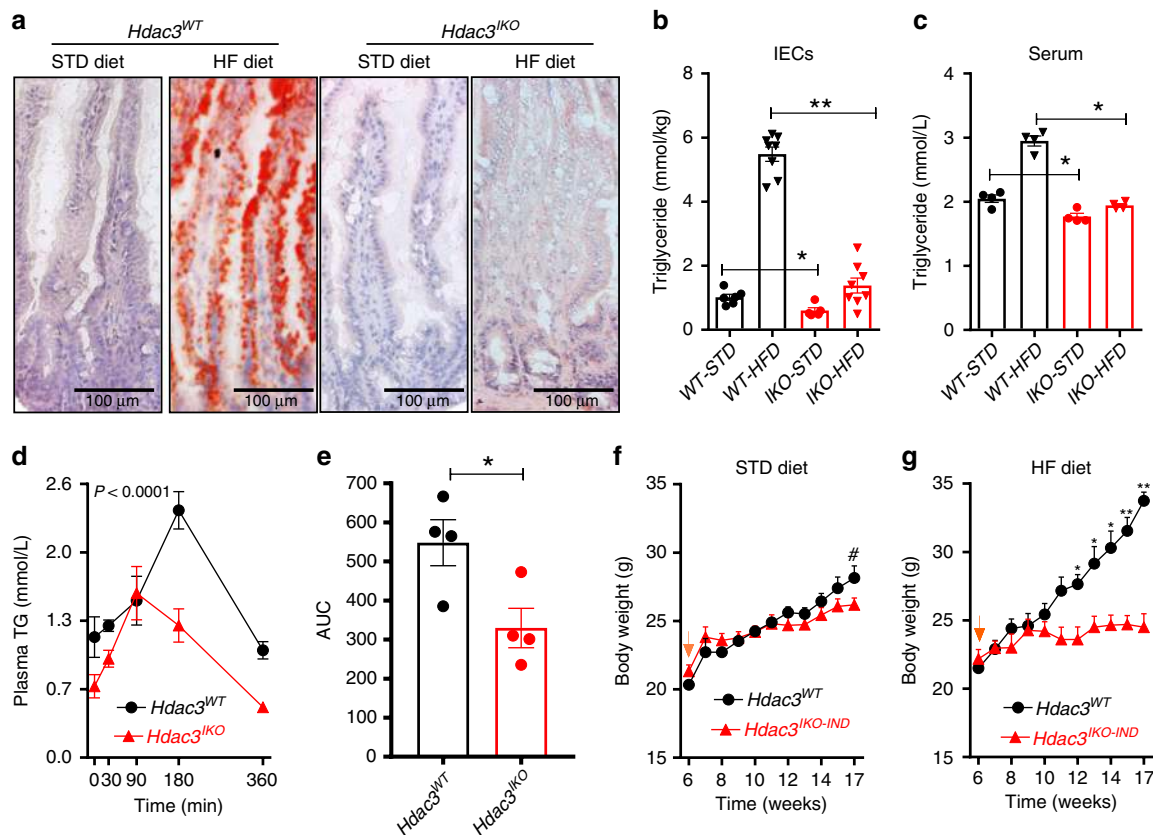 a
Hdac3WT
Hdac3IKO
STD diet
HF diet
STD diet
HF diet
100 μm
100 μm
100 μm
100 μm
b
IECs
Triglyceride (mmol/kg)
8
6
4
2
0
**
*
WT-STD
WT-HFD
IKO-STD
IKO-HFD
c
Serum
Triglyceride (mmol/L)
4
3
2
1
0
*
*
WT-STD
WT-HFD
IKO-STD
IKO-HFD
d
Plasma TG (mmol/L)
2.6
2.0
1.3
0.7
0.0
P < 0.0001
Hdac3WT
Hdac3IKO
0 30 90 180 360
Time (min)
e
*
AUC
700
600
500
400
300
200
100
0
Hdac3WT
Hdac3IKO
f
STD diet
Body weight (g)
35
30
25
20
15
#
Hdac3WT
Hdac3IKO-IND
6 8 10 12 14 17
Time (weeks)
g
HF diet
Body weight (g)
35
30
25
20
15
* * * ** **
Hdac3WT
Hdac3IKO-IND
6 8 10 12 14 17
Time (weeks)